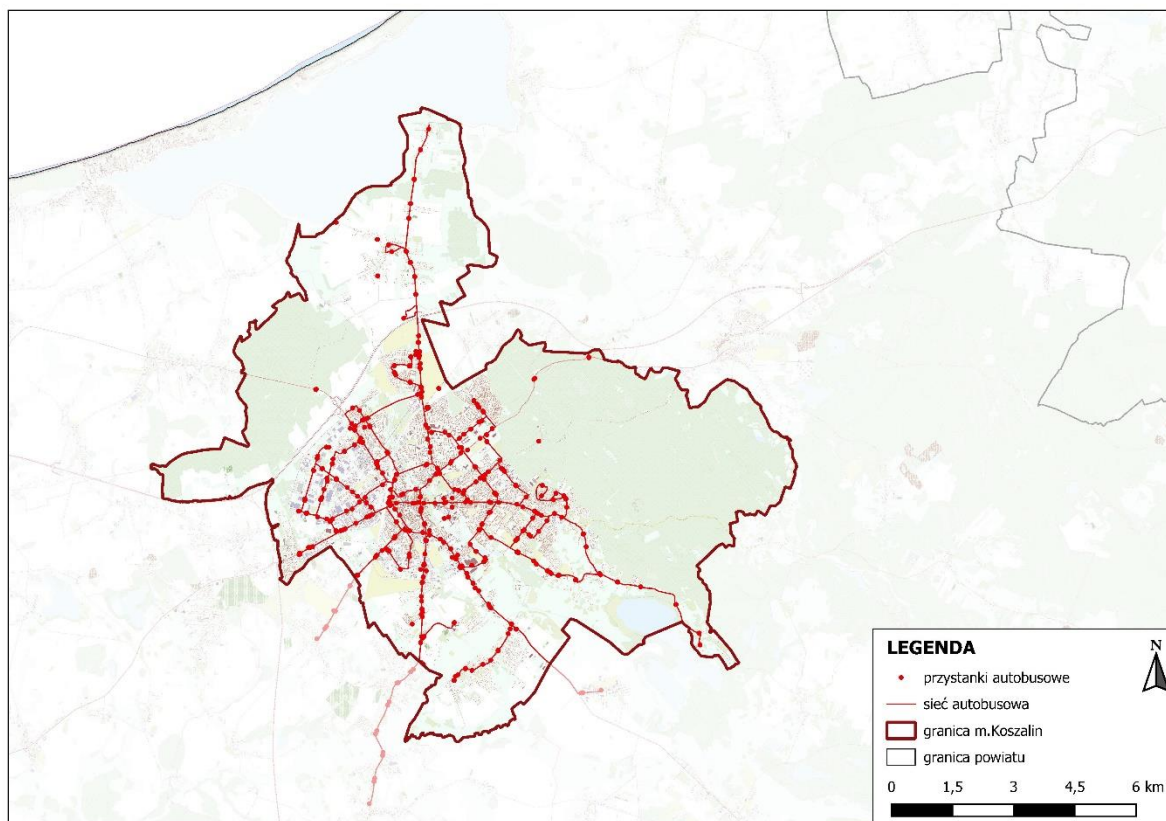 LEGENDA
N
przystanki autobusowe
sieć autobusowa
granica m.Koszalin
granica powiatu
0 1,5 3 4,5 6 km